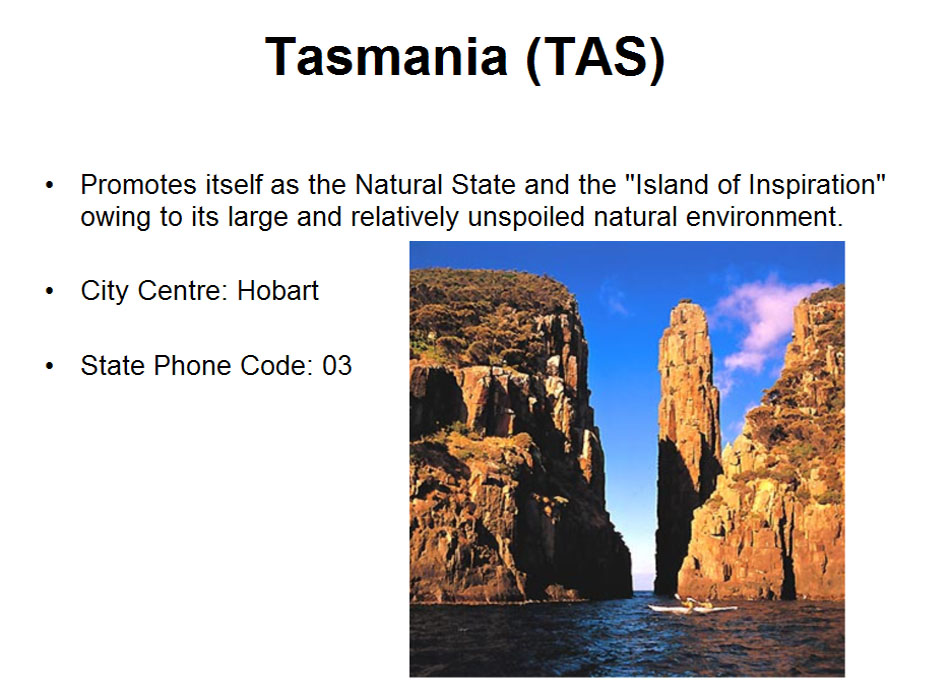 Tasmania (TAS)
• Promotes itself as the Natural State and the "Island of Inspiration"
owing to its large and relatively unspoiled natural environment.
• City Centre: Hobart
• State Phone Code: 03